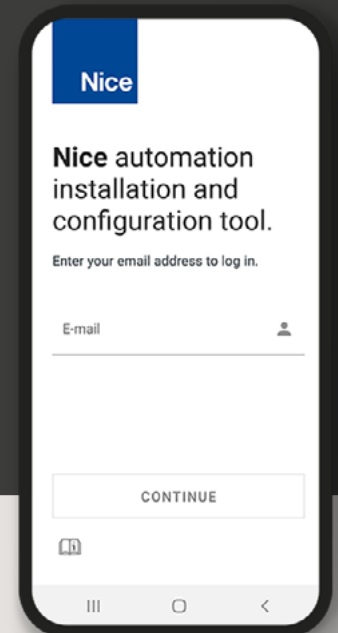 Nice
Nice automation
installation and
configuration tool.
Enter your email address to log in.
E-mail
CONTINUE